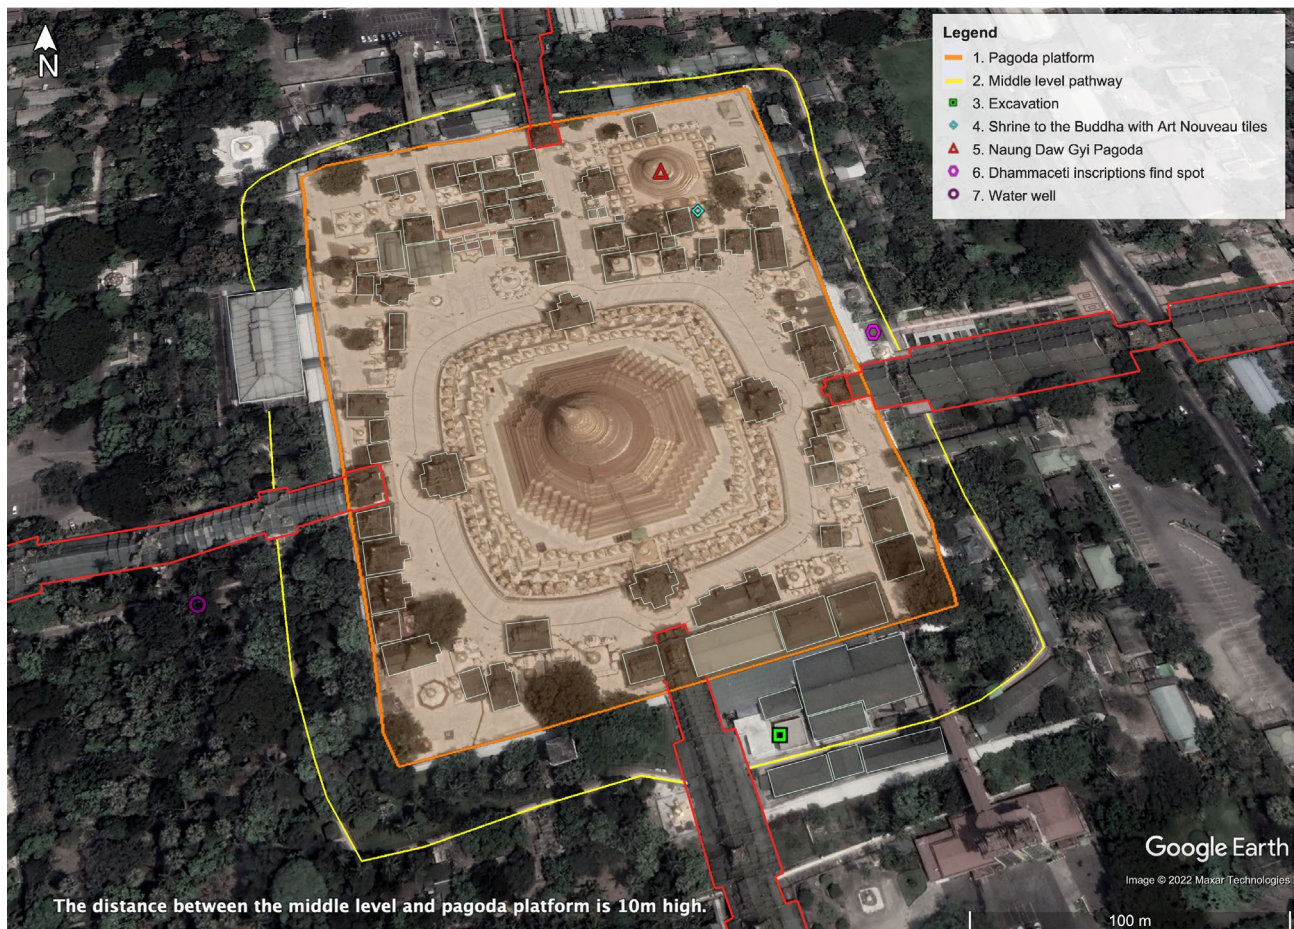 N
Legend
1. Pagoda platform
2. Middle level pathway
3. Excavation
4. Shrine to the Buddha with Art Nouveau tiles
5. Naung Daw Gyi Pagoda
6. Dhammaceti inscriptions find spot
7. Water well
Google Earth
Image © 2022 Maxar Technologies
The distance between the middle level and pagoda platform is 10m high.
100 m